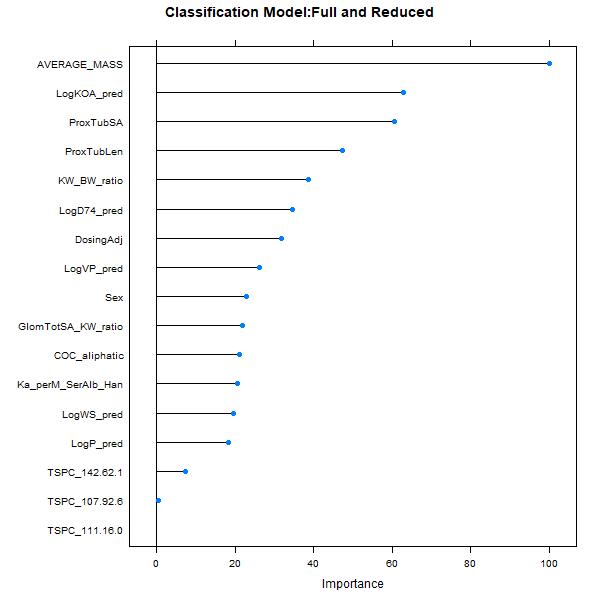 Classification Model:Full and Reduced
AVERAGE_MASS
LogKOA_pred
ProxTubSA
ProxTubLen
KW_BW_ratio
LogD74_pred
DosingAdj
LogVP_pred
Sex
GlomTotSA_KW_ratio
COC_aliphatic
Ka_perM_SerAlb_Han
LogWS_pred
LogP_pred
TSPC_142.62.1
TSPC_107.92.6
TSPC_111.16.0
0 20 40 60 80 100
Importance